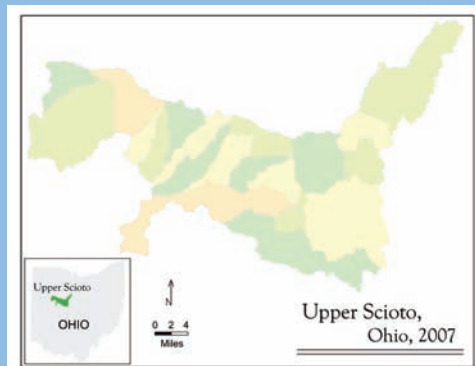 Upper Scioto
OHIO
N
0 2 4
Miles
Upper Scioto,
Ohio, 2007